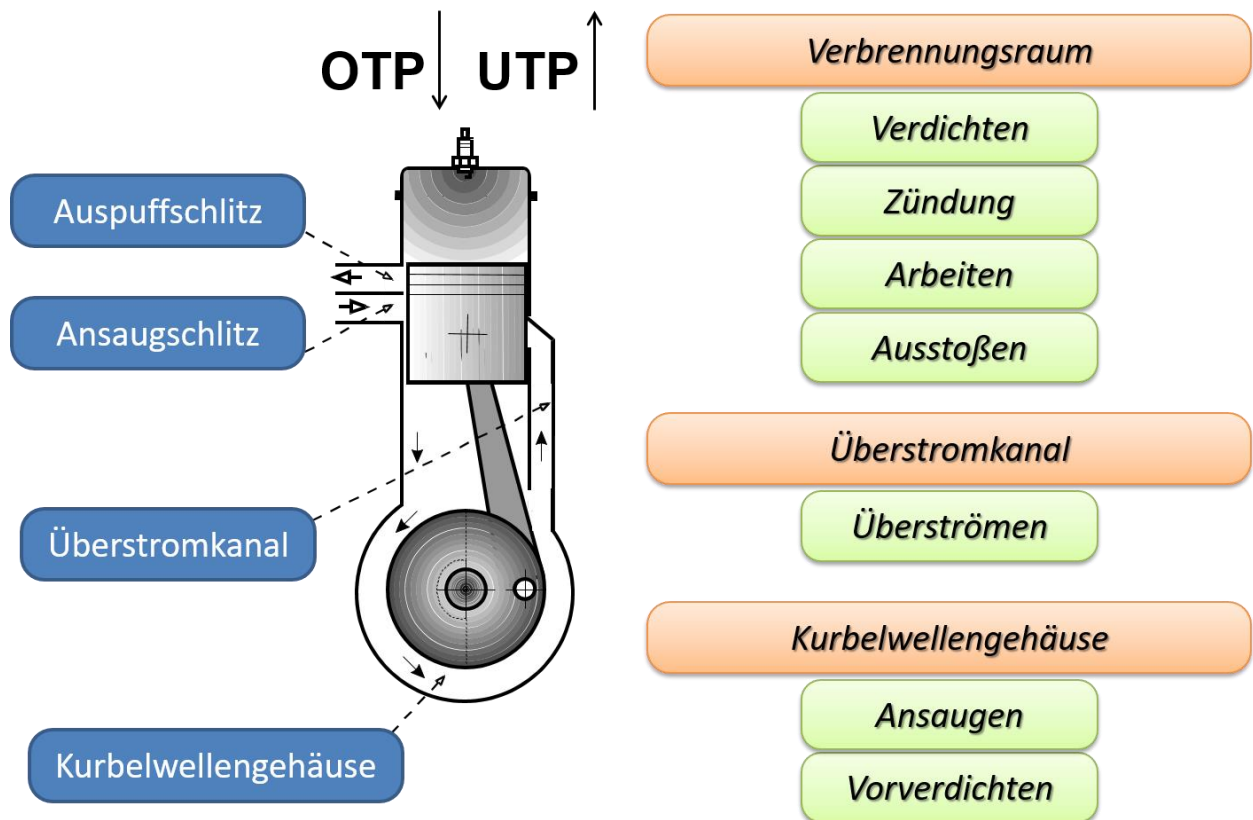 OTP UTP
Auspuffschlitz
Ansaugschlitz
Überstromkanal
Kurbelwellengehäuse
Verbrennungsraum
Verdichten
Zündung
Arbeiten
Ausstoßen
Überstromkanal
Überströmen
Kurbelwellengehäuse
Ansaugen
Vorverdichten